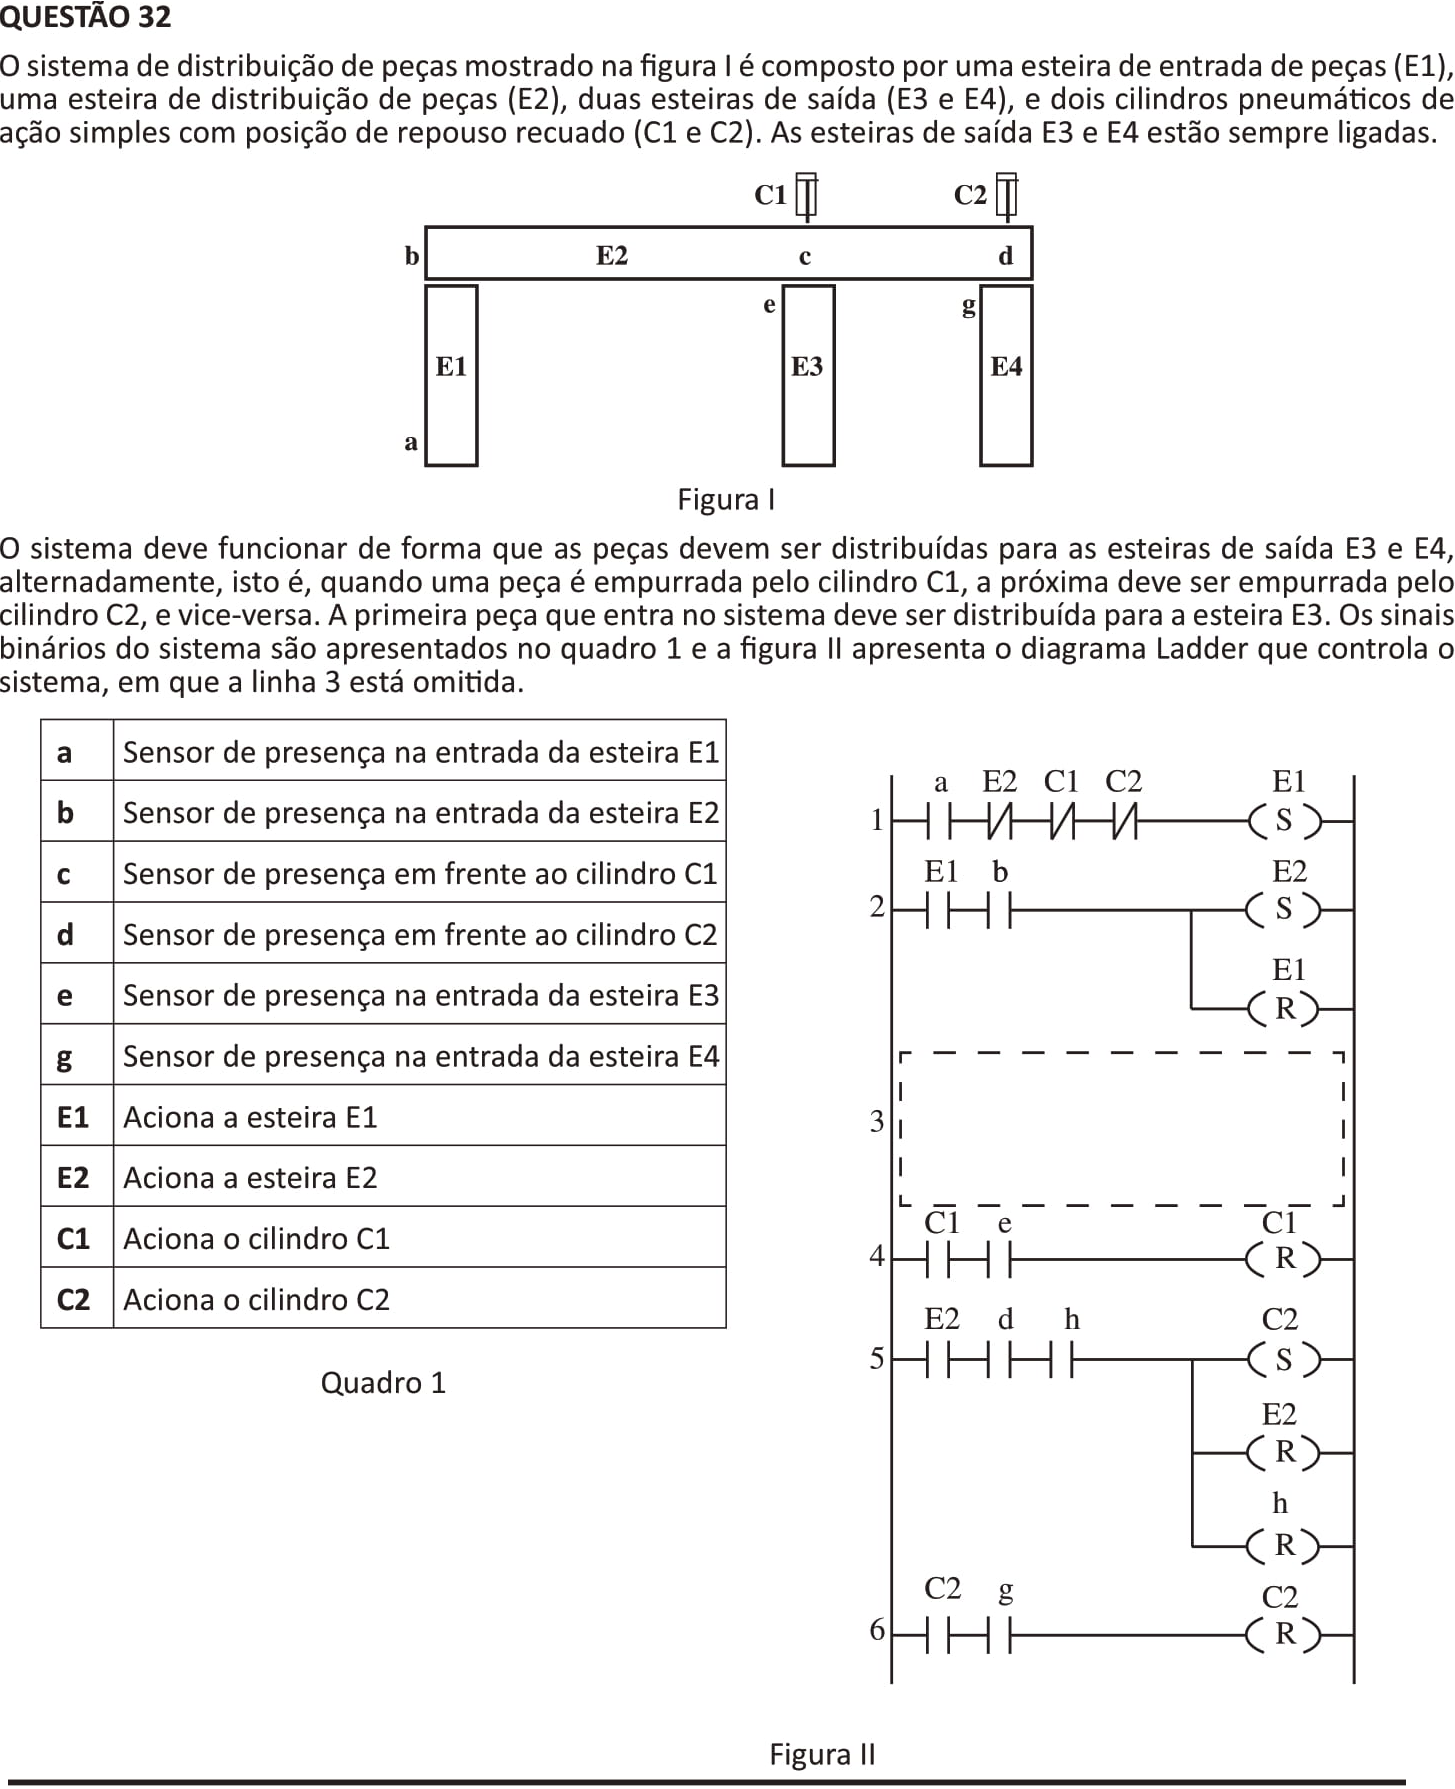 QUESTÃO 32
O sistema de distribuição de peças mostrado na figura I é composto por uma esteira de entrada de peças (E1),
uma esteira de distribuição de peças (E2), duas esteiras de saída (E3 e E4), e dois cilindros pneumáticos de
ação simples com posição de repouso recuado (C1 e C2). As esteiras de saída E3 e E4 estão sempre ligadas.
C1 C2
b E2 c d
e g
E1 E3 E4
a
Figura I
O sistema deve funcionar de forma que as peças devem ser distribuídas para as esteiras de saída E3 e E4,
alternadamente, isto é, quando uma peça é empurrada pelo cilindro C1, a próxima deve ser empurrada pelo
cilindro C2, e vice-versa. A primeira peça que entra no sistema deve ser distribuída para a esteira E3. Os sinais
binários do sistema são apresentados no quadro 1 e a figura II apresenta o diagrama Ladder que controla o
sistema, em que a linha 3 está omitida.
a Sensor de presença na entrada da esteira E1
b Sensor de presença na entrada da esteira E2
c Sensor de presença em frente ao cilindro C1
d Sensor de presença em frente ao cilindro C2
e Sensor de presença na entrada da esteira E3
g Sensor de presença na entrada da esteira E4
E1 Aciona a esteira E1
E2 Aciona a esteira E2
C1 Aciona o cilindro C1
C2 Aciona o cilindro C2
Quadro 1
a E2 C1 C2 E1
1 S
E1 b E2
2 S
E1
R
3
C1 e C1
4 R
E2 d h C2
5 S
E2
R
h
R
C2 g C2
6 R
Figura II